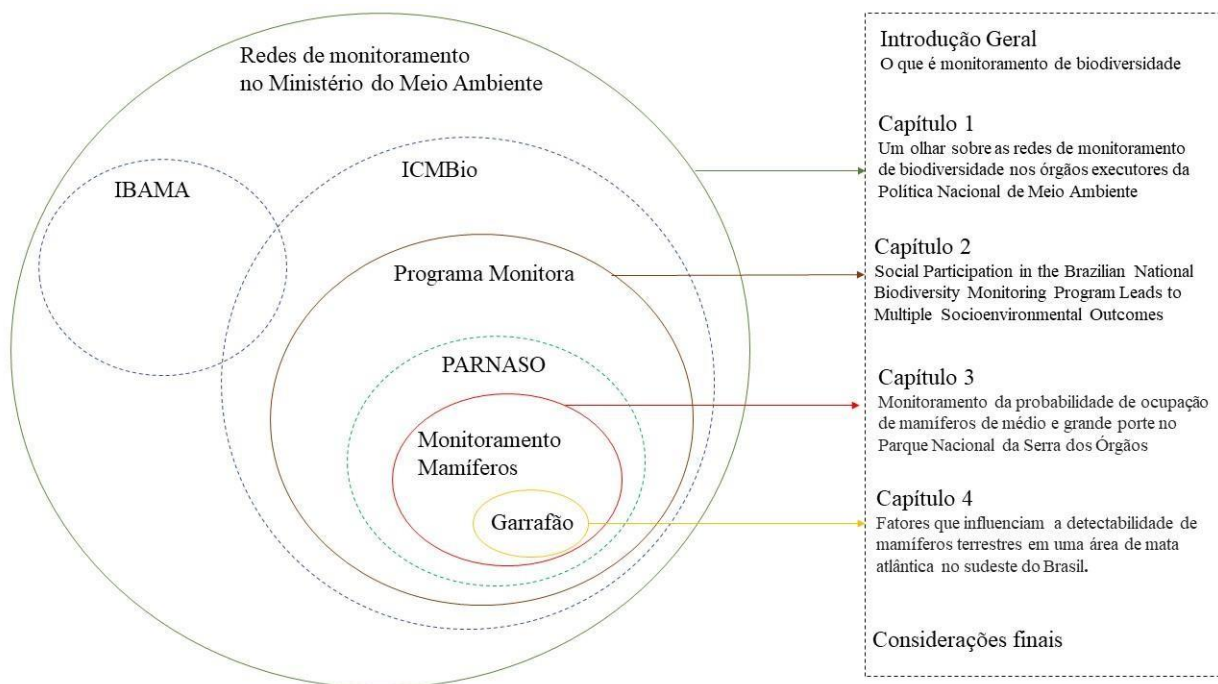 Redes de monitoramento
no Ministério do Meio Ambiente
IBAMA
ICMBio
Programa Monitora
PARNASO
Monitoramento
Mamíferos
Garrafão
Introdução Geral
O que é monitoramento de biodiversidade
Capítulo 1
Um olhar sobre as redes de monitoramento
de biodiversidade nos órgãos executores da
Política Nacional de Meio Ambiente
Capítulo 2
Social Participation in the Brazilian National
Biodiversity Monitoring Program Leads to
Multiple Socioenvironmental Outcomes
Capítulo 3
Monitoramento da probabilidade de ocupação
de mamíferos de médio e grande porte no
Parque Nacional da Serra dos Órgãos
Capítulo 4
Fatores que influenciam a detectabilidade de
mamíferos terrestres em uma área de mata
atlântica no sudeste do Brasil.
Considerações finais